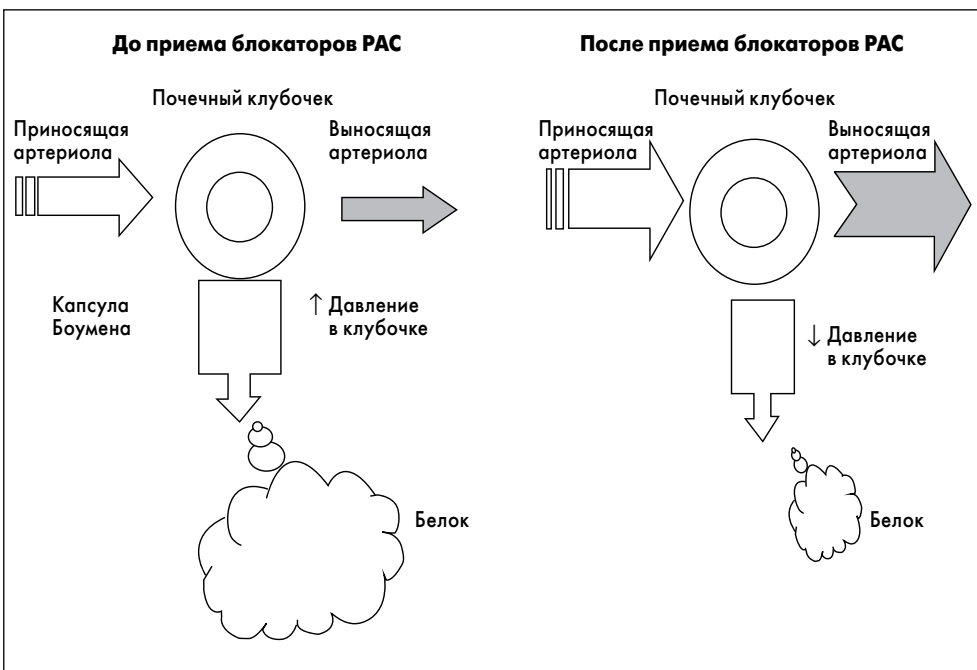 До приема блокаторов РАС
Почечный клубочек
Приносящая
артериола
Выносящая
артериола
Капсула
Боумена
↑ Давление
в клубочке
Белок
После приема блокаторов РАС
Почечный клубочек
Приносящая
артериола
Выносящая
артериола
↓ Давление
в клубочке
Белок